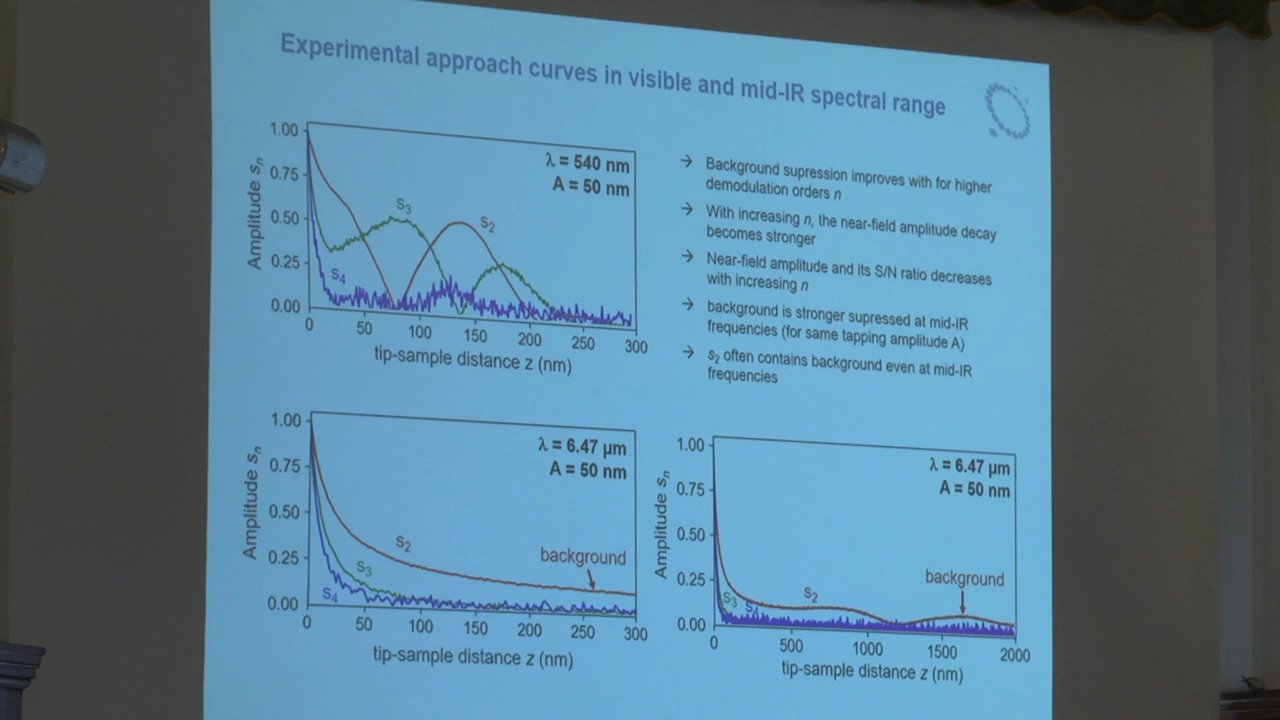 Experimental approach curves in visible and mid-IR spectral range
1.00
0.75
0.50
0.25
0.00
Amplitude sn
λ = 540 nm
A = 50 nm
s3
s2
s4
0 50 100 150 200 250 300
tip-sample distance z (nm)
→ Background supression improves with for higher
demodulation orders n
→ With increasing n, the near-field amplitude decay
becomes stronger
→ Near-field amplitude and its S/N ratio decreases
with increasing n
→ background is stronger supressed at mid-IR
frequencies (for same tapping amplitude A)
→ s2 often contains background even at mid-IR
frequencies
1.00
0.75
0.50
0.25
0.00
Amplitude sn
λ = 6.47 µm
A = 50 nm
s2
background
s3
s4
0 50 100 150 200 250 300
tip-sample distance z (nm)
1.00
0.75
0.50
0.25
0.00
Amplitude sn
λ = 6.47 µm
A = 50 nm
background
s2
s3
s4
0 500 1000 1500 2000
tip-sample distance z (nm)